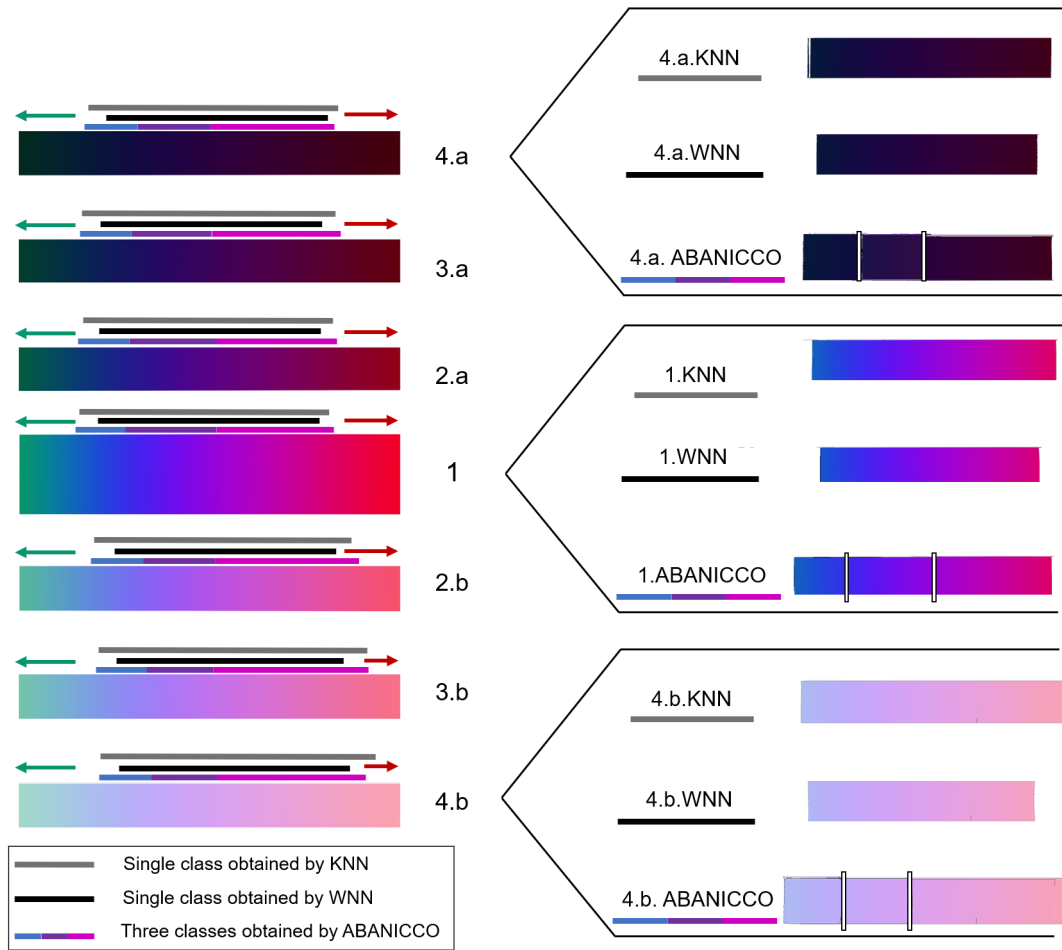 4.a
3.a
2.a
1
2.b
3.b
4.b
Single class obtained by KNN
Single class obtained by WNN
Three classes obtained by ABANICCO
4.a.KNN
4.a.WNN
4.a. ABANICCO
1.KNN
1.WNN
1.ABANICCO
4.b.KNN
4.b.WNN
4.b. ABANICCO